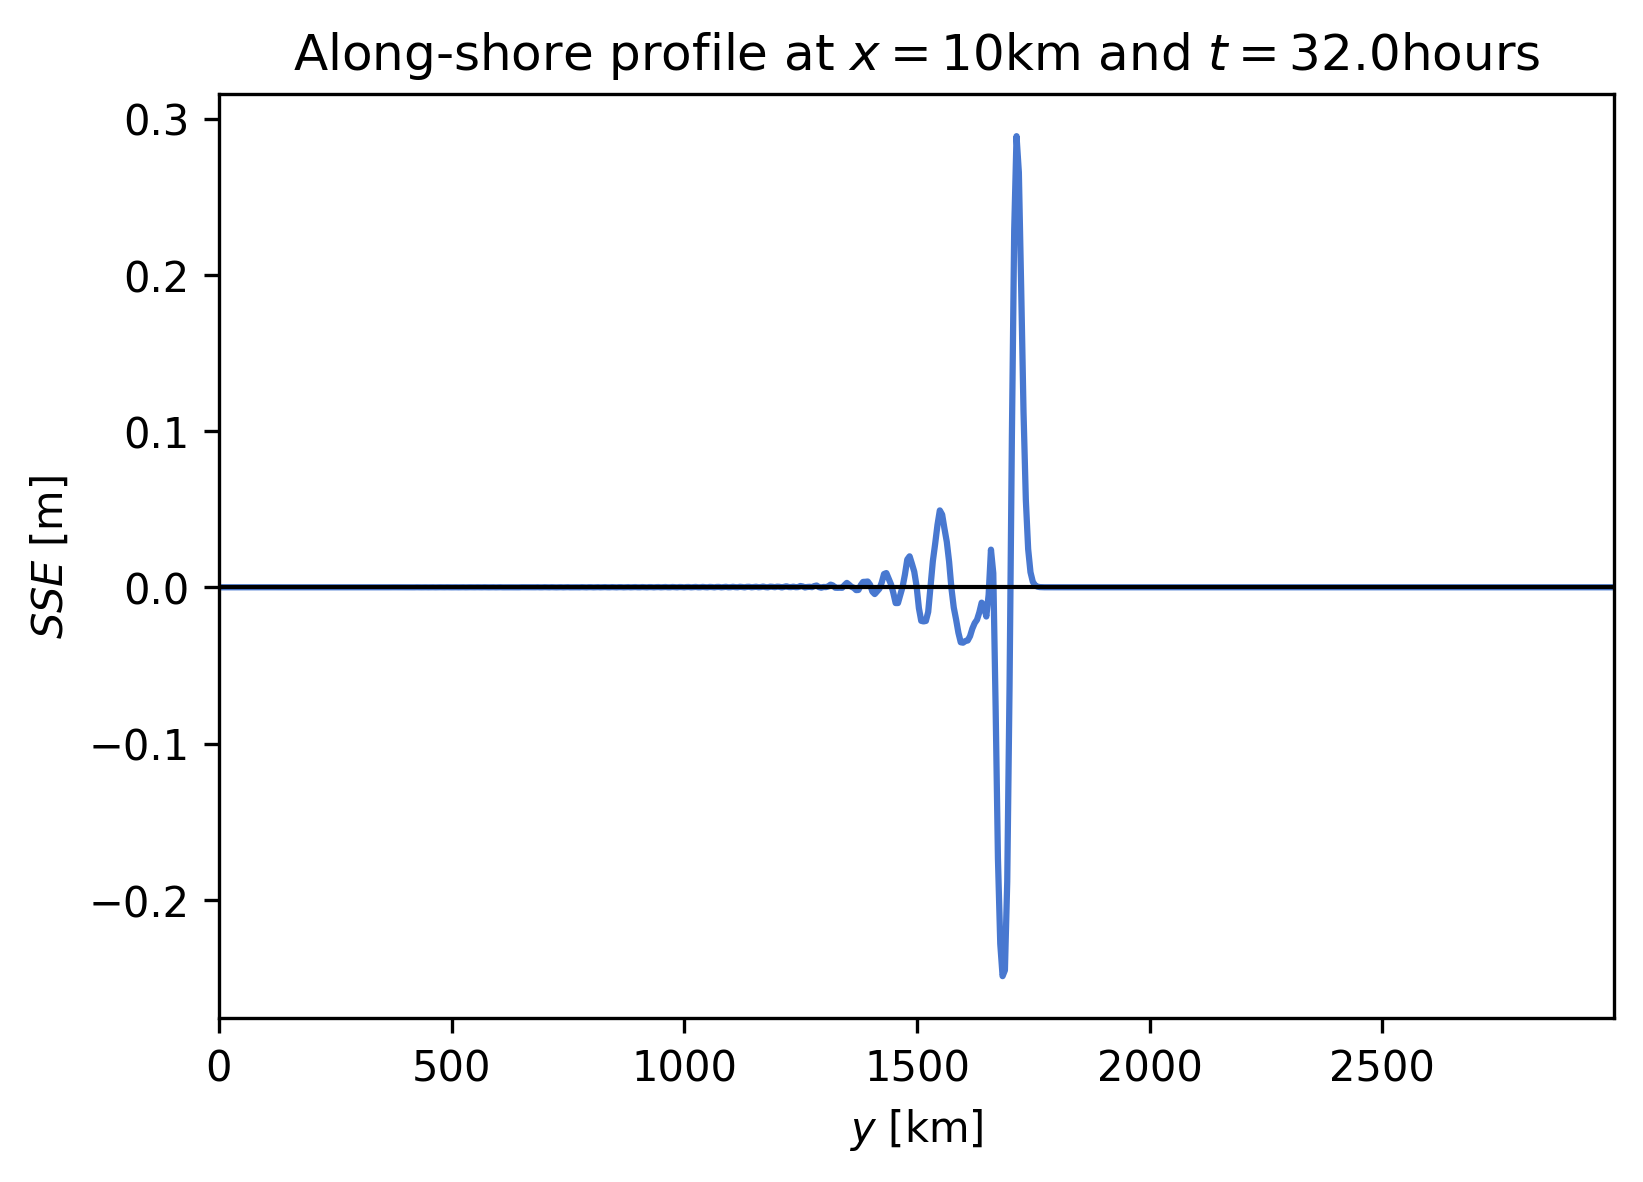 Along-shore profile at x = 10km and t = 32.0hours
0.3
0.2
0.1
0.0
−0.1
−0.2
SSE [m]
0 500 1000 1500 2000 2500
y [km]